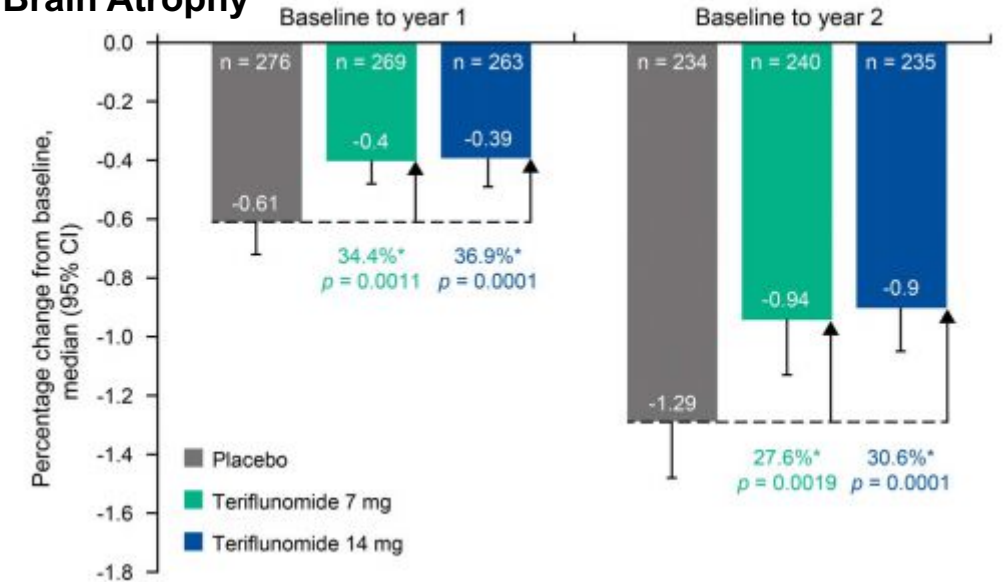 Brain Atrophy
Baseline to year 1
Baseline to year 2
0.0
-0.2
-0.4
-0.6
-0.8
-1.0
-1.2
-1.4
-1.6
-1.8
Percentage change from baseline,
median (95% CI)
n = 276
n = 269
n = 263
-0.61
-0.4
-0.39
34.4%*
p = 0.0011
36.9%*
p = 0.0001
n = 234
n = 240
n = 235
-1.29
-0.94
-0.9
27.6%*
p = 0.0019
30.6%*
p = 0.0001
Placebo
Teriflunomide 7 mg
Teriflunomide 14 mg